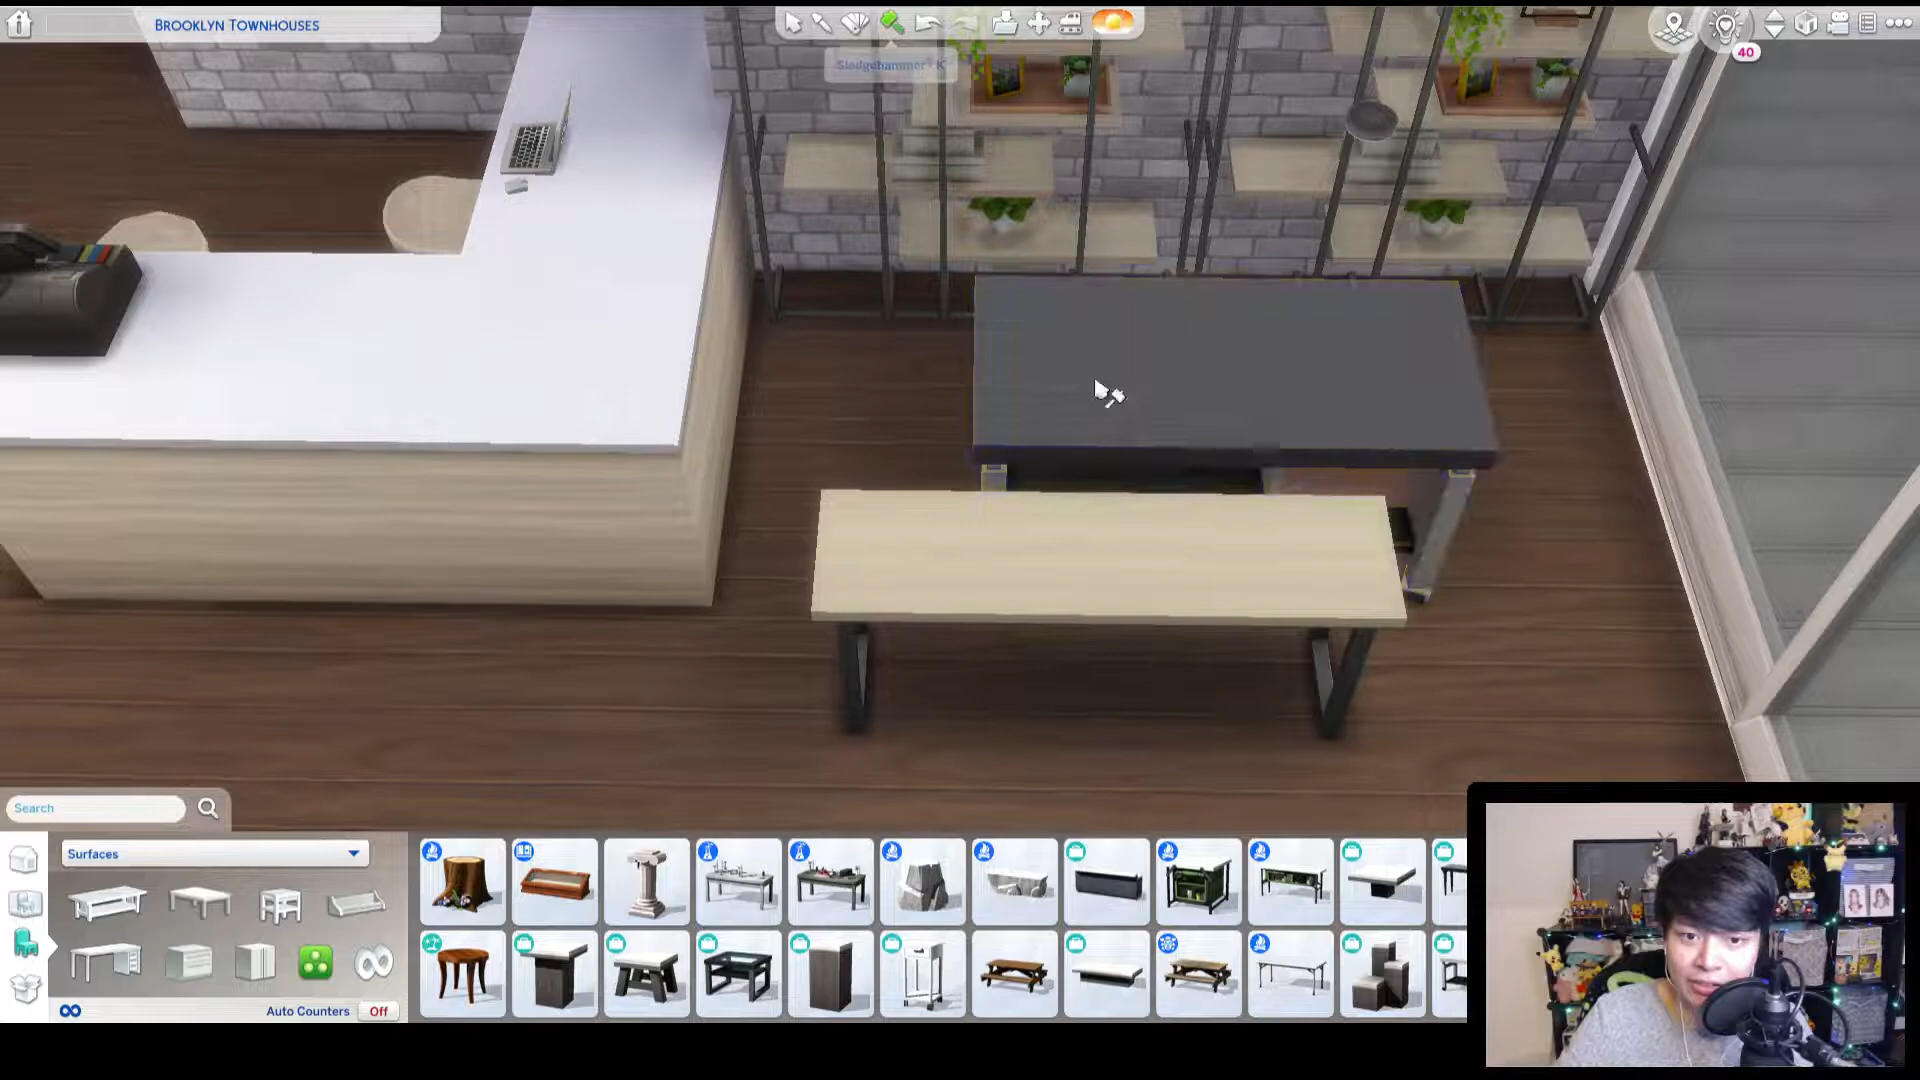 BROOKLYN TOWNHOUSES
Sledgehammer - K
40
Search
Surfaces
Auto Counters Off